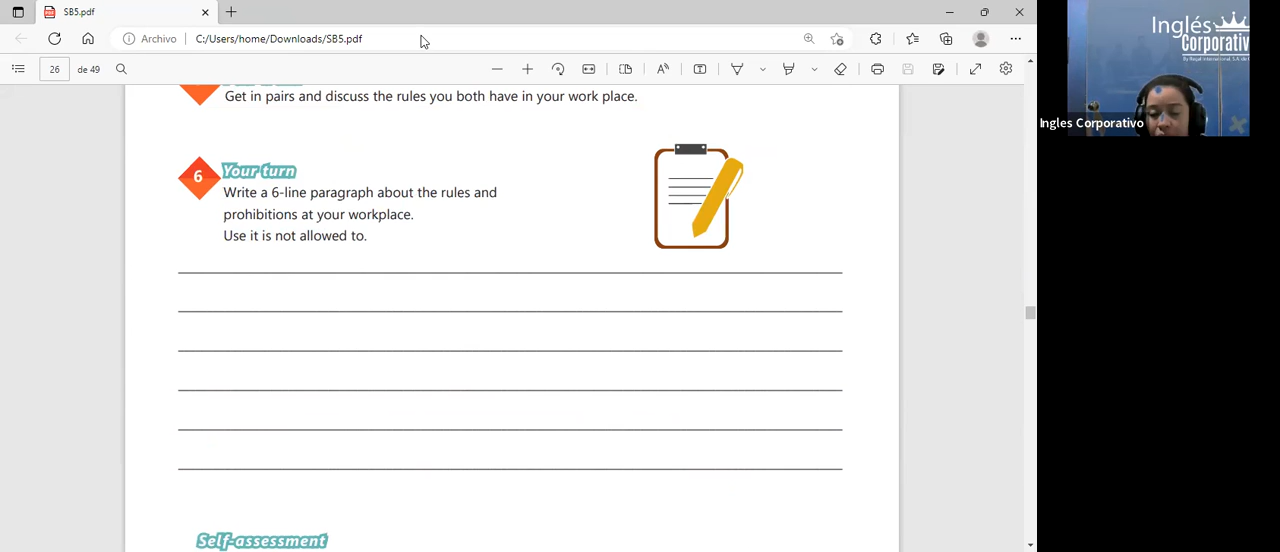 SB5.pdf
Archivo
C:/Users/home/Downloads/SB5.pdf
26
de 49
Get in pairs and discuss the rules you both have in your work place.
6
Your turn
Write a 6-line paragraph about the rules and
prohibitions at your workplace.
Use it is not allowed to.
Self-assessment
Inglés
Corporativ
Ingles Corporativo